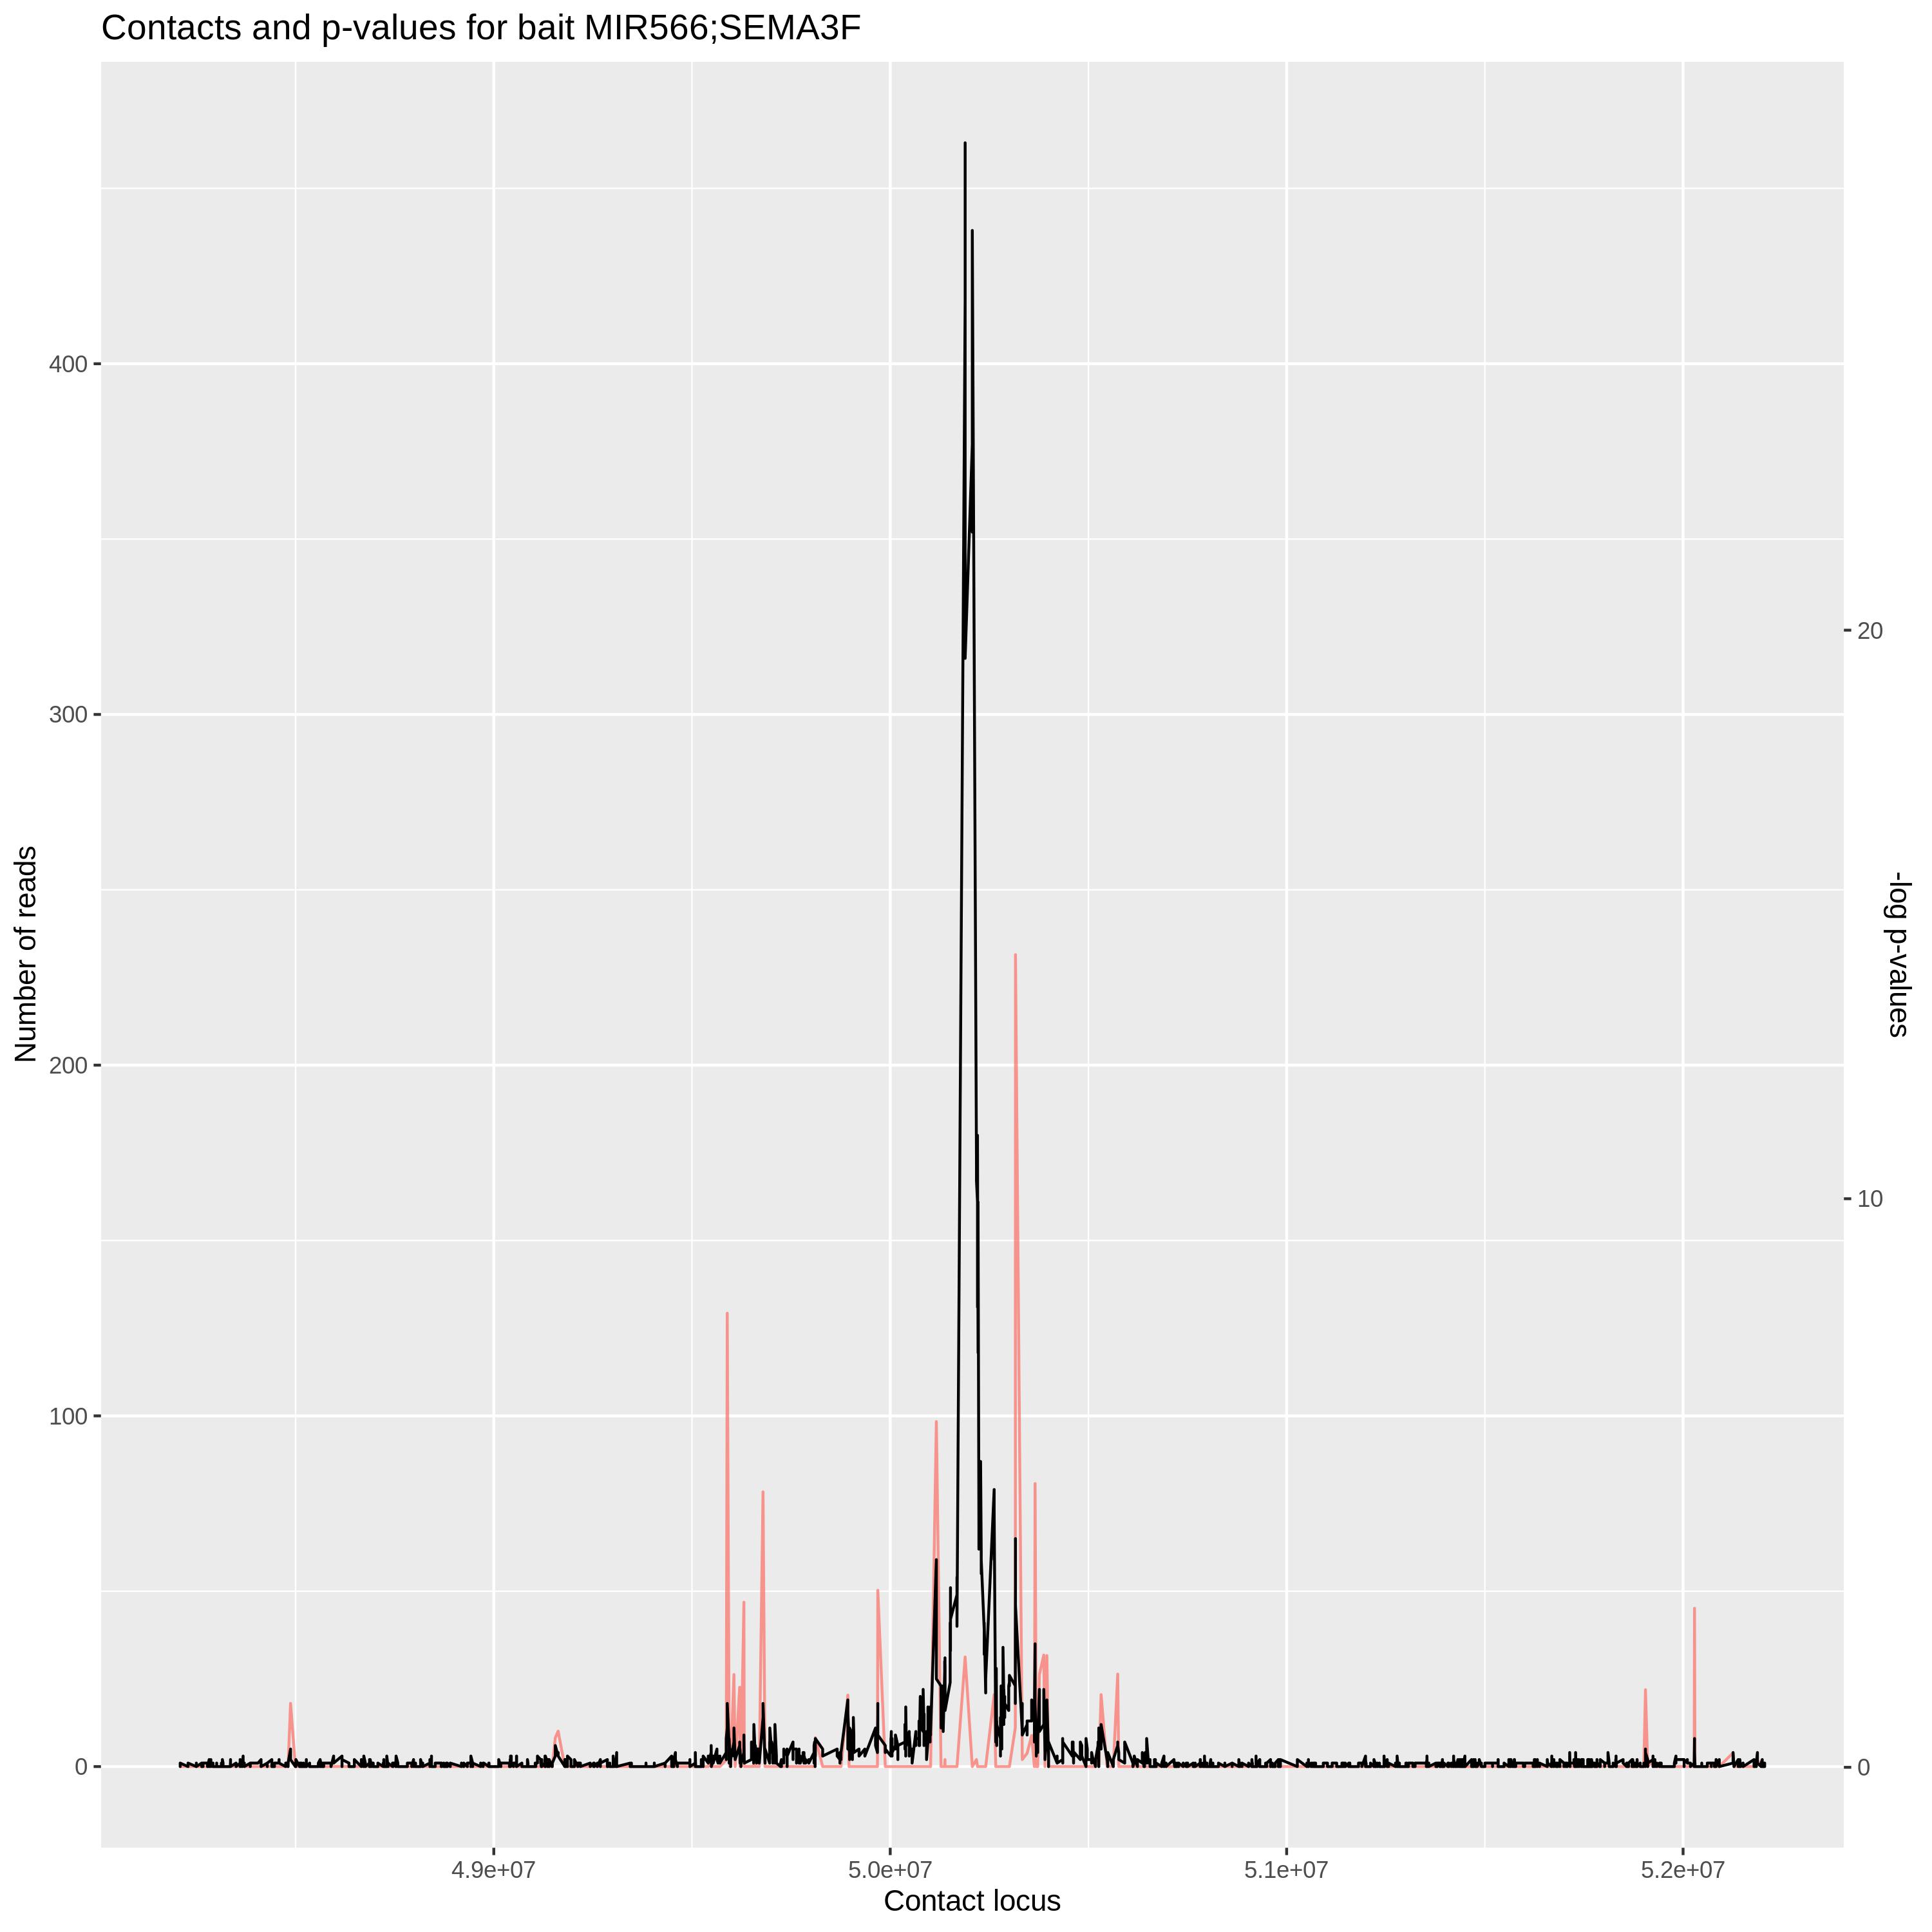 Contacts and p-values for bait MIR566;SEMA3F
Number of reads
400
300
200
100
0
20
10
0
-log p-values
4.9e+07
5.0e+07
5.1e+07
5.2e+07
Contact locus